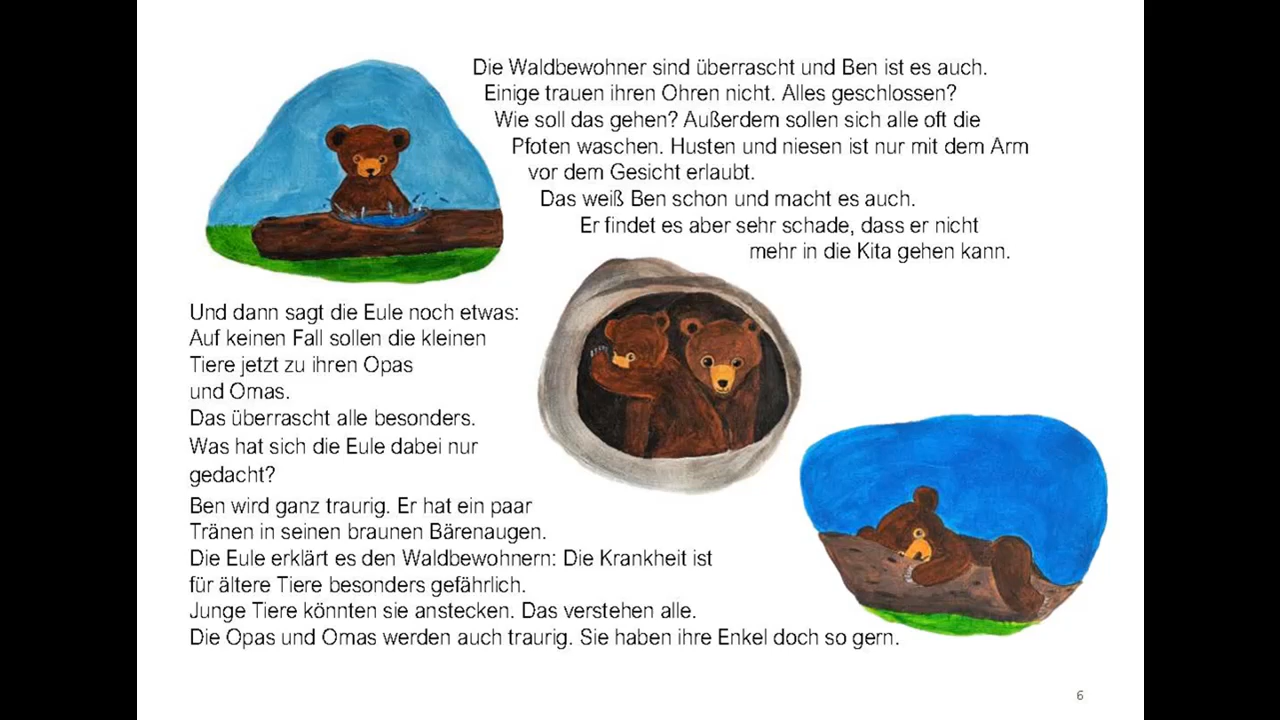 Die Waldbewohner sind überrascht und Ben ist es auch.
Einige trauen ihren Ohren nicht. Alles geschlossen?
Wie soll das gehen? Außerdem sollen sich alle oft die
Pfoten waschen. Husten und niesen ist nur mit dem Arm
vor dem Gesicht erlaubt.
Das weiß Ben schon und macht es auch.
Er findet es aber sehr schade, dass er nicht
mehr in die Kita gehen kann.
Und dann sagt die Eule noch etwas:
Auf keinen Fall sollen die kleinen
Tiere jetzt zu ihren Opas
und Omas.
Das überrascht alle besonders.
Was hat sich die Eule dabei nur
gedacht?
Ben wird ganz traurig. Er hat ein paar
Tränen in seinen braunen Bärenaugen.
Die Eule erklärt es den Waldbewohnern: Die Krankheit ist
für ältere Tiere besonders gefährlich.
Junge Tiere könnten sie anstecken. Das verstehen alle.
Die Opas und Omas werden auch traurig. Sie haben ihre Enkel doch so gern.
6